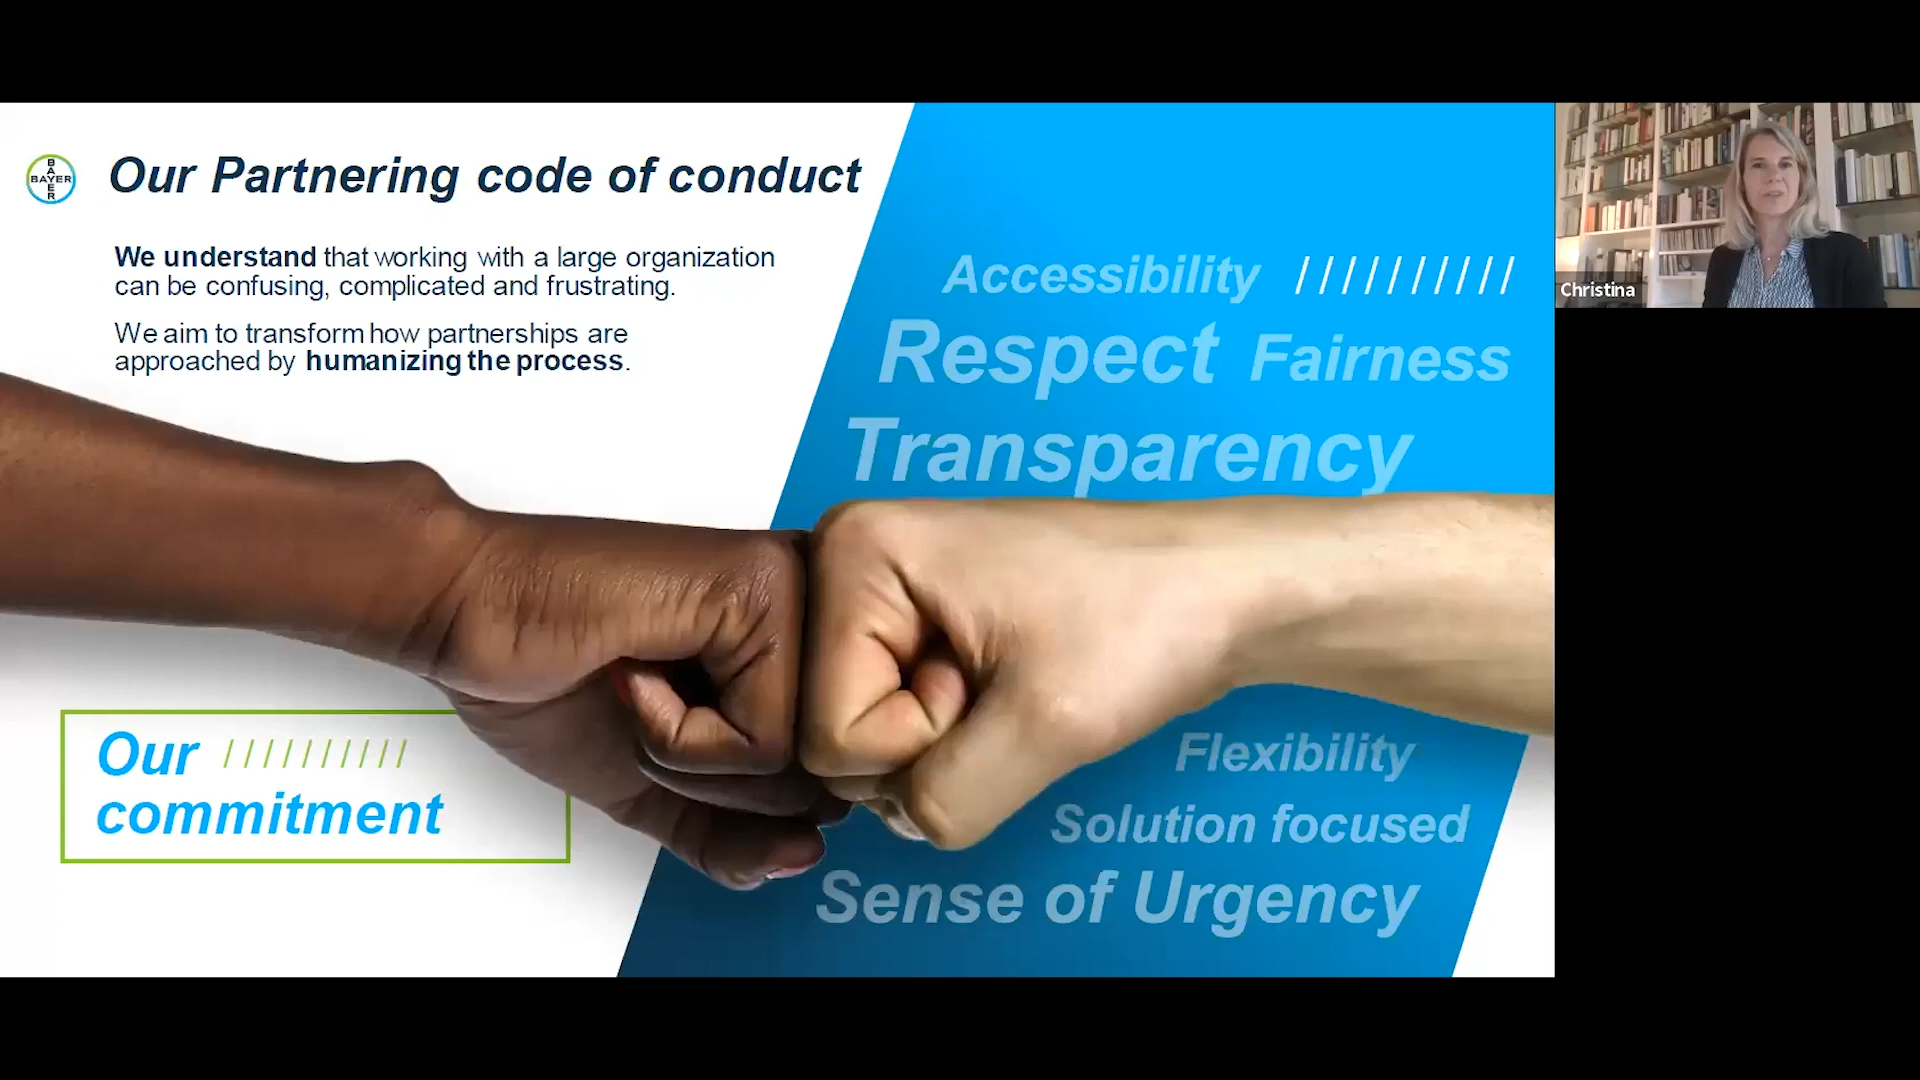 BAYER
BAYER
Our Partnering code of conduct
We understand that working with a large organization
can be confusing, complicated and frustrating.
We aim to transform how partnerships are
approached by humanizing the process.
Accessibility //////////
Respect Fairness
Transparency
Flexibility
Solution focused
Sense of Urgency
Our //////////
commitment
Christina